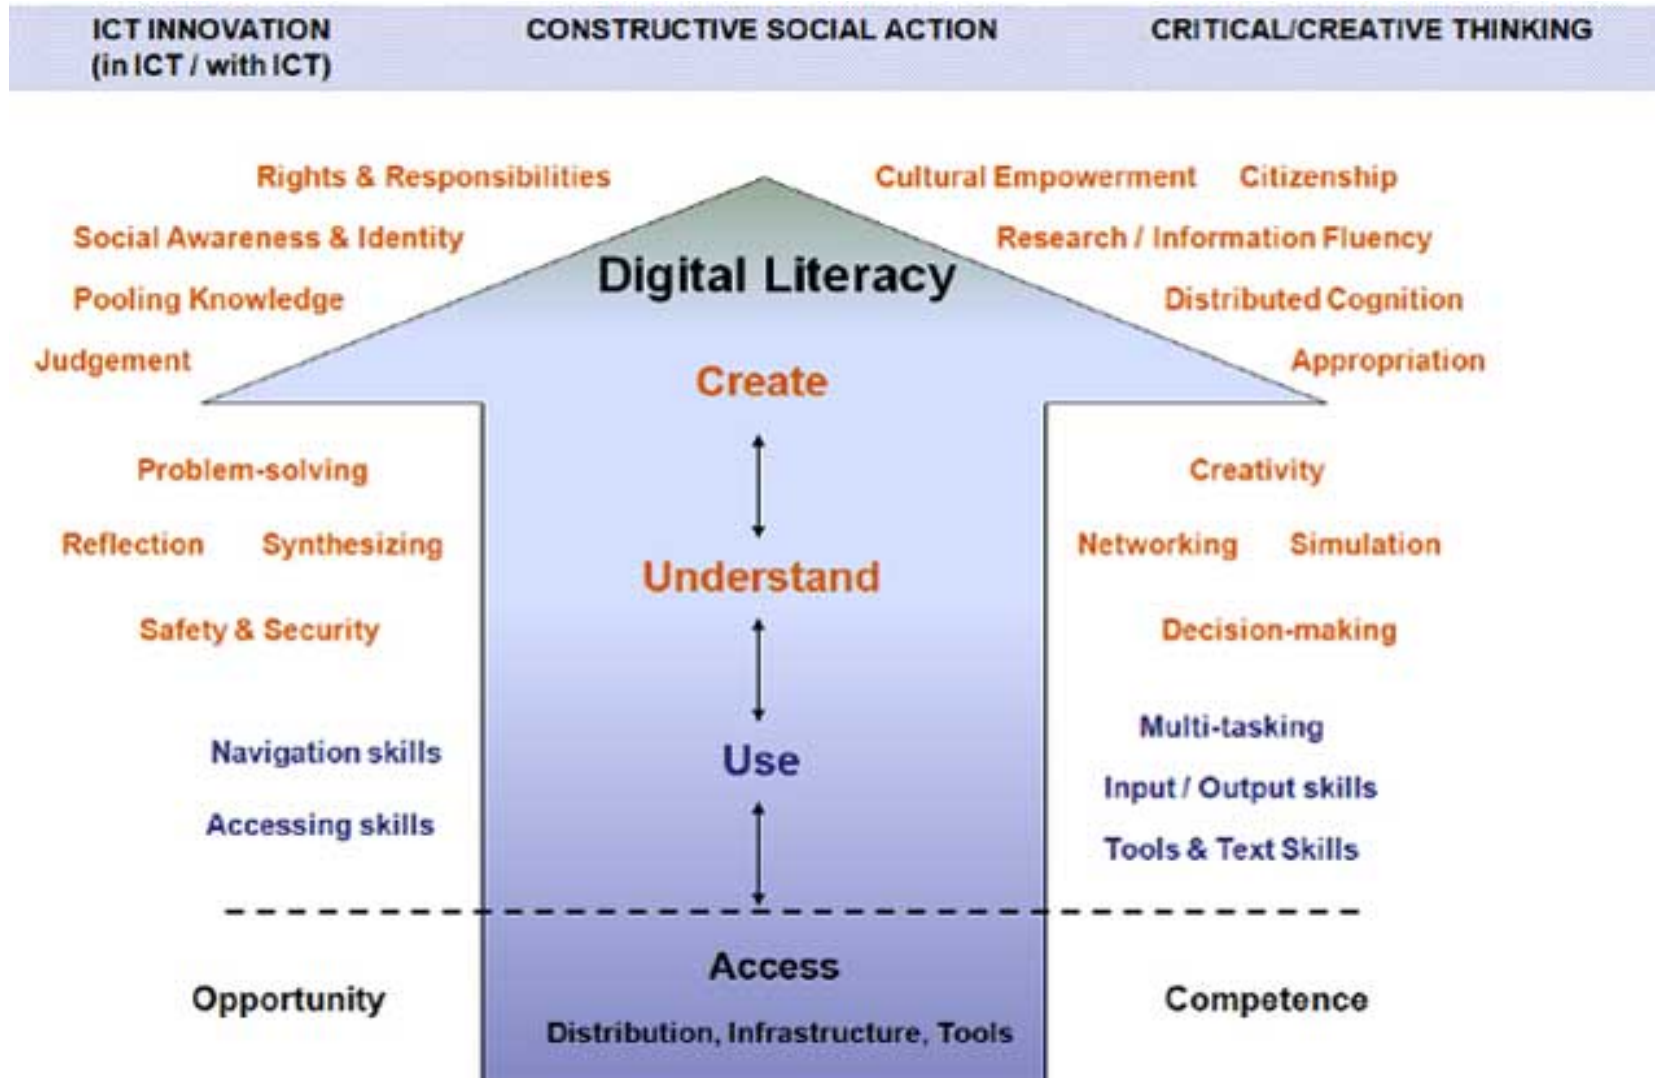 ICT INNOVATION
(in ICT / with ICT)
CONSTRUCTIVE SOCIAL ACTION
CRITICAL/CREATIVE THINKING
Rights & Responsibilities
Cultural Empowerment
Citizenship
Social Awareness & Identity
Research / Information Fluency
Digital Literacy
Pooling Knowledge
Distributed Cognition
Judgement
Appropriation
Create
Problem-solving
Creativity
Reflection
Synthesizing
Networking
Simulation
Understand
Safety & Security
Decision-making
Multi-tasking
Navigation skills
Use
Input / Output skills
Accessing skills
Tools & Text Skills
Access
Opportunity
Competence
Distribution, Infrastructure, Tools